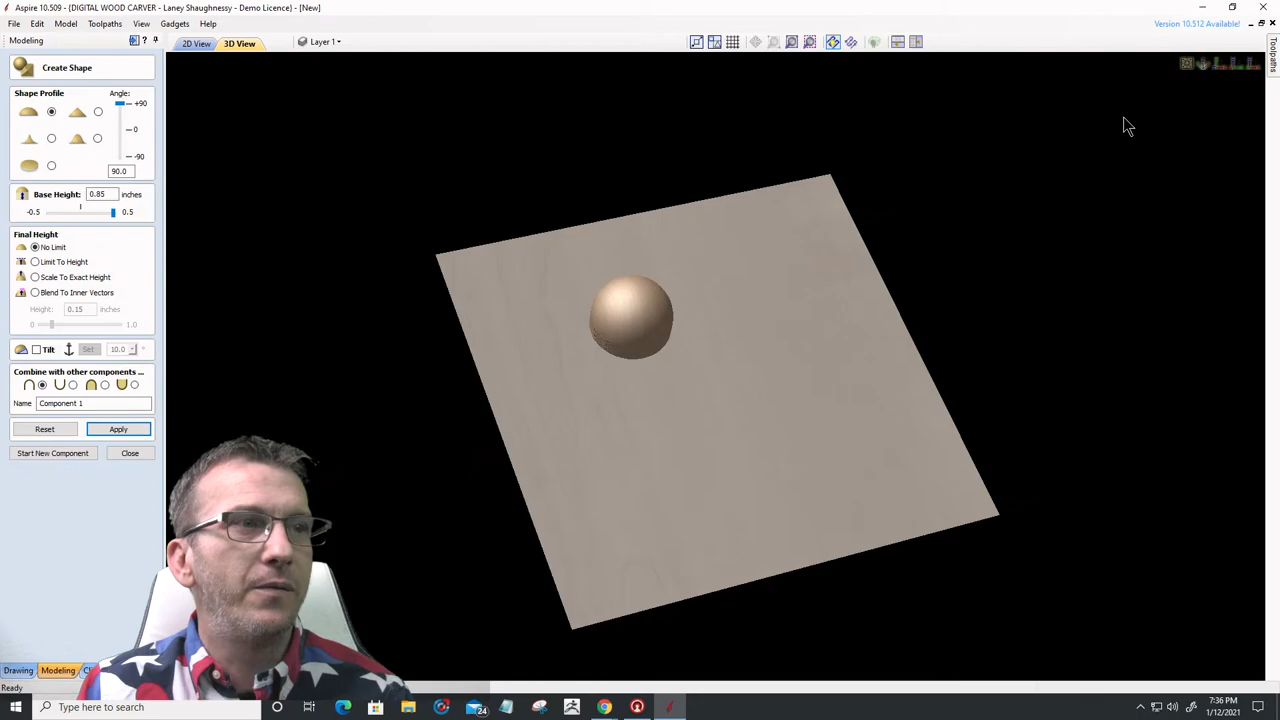 Aspire 10.509 - (DIGITAL WOOD CARVER - Laney Shaughnessy - Demo Licence) - [New]
File Edit Model Toolpaths View Gadgets Help
Version 10.512 Available!
Modeling
2D View 3D View Layer 1
Toolpaths
Create Shape
Shape Profile Angle:
+90
0
-90
90.0
Base Height: 0.85 inches
-0.5 0.5
Final Height
No Limit
Limit To Height
Scale To Exact Height
Blend To Inner Vectors
Height: 0.15 inches
0 1.0
Tilt Set 10.0 °
Combine with other components ...
Name Component 1
Reset Apply
Start New Component Close
Drawing Modeling
Ready
Type here to search
24
7:36 PM
1/12/2021